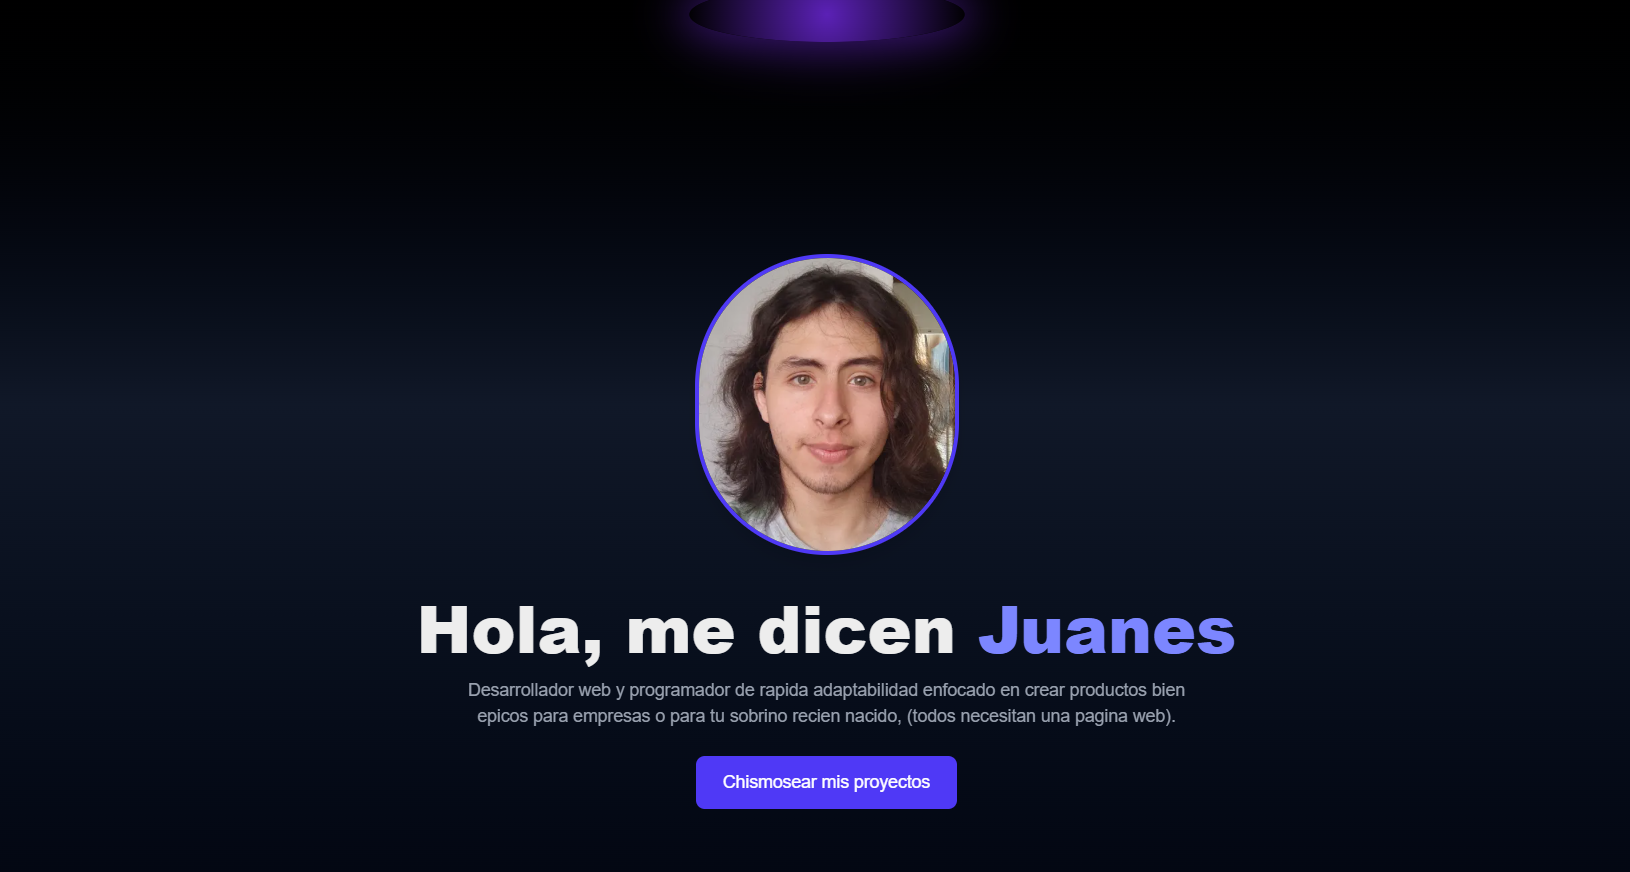 Hola, me dicen Juanes
Desarrollador web y programador de rapida adaptabilidad enfocado en crear productos bien
epicos para empresas o para tu sobrino recien nacido, (todos necesitan una pagina web).
Chismosear mis proyectos